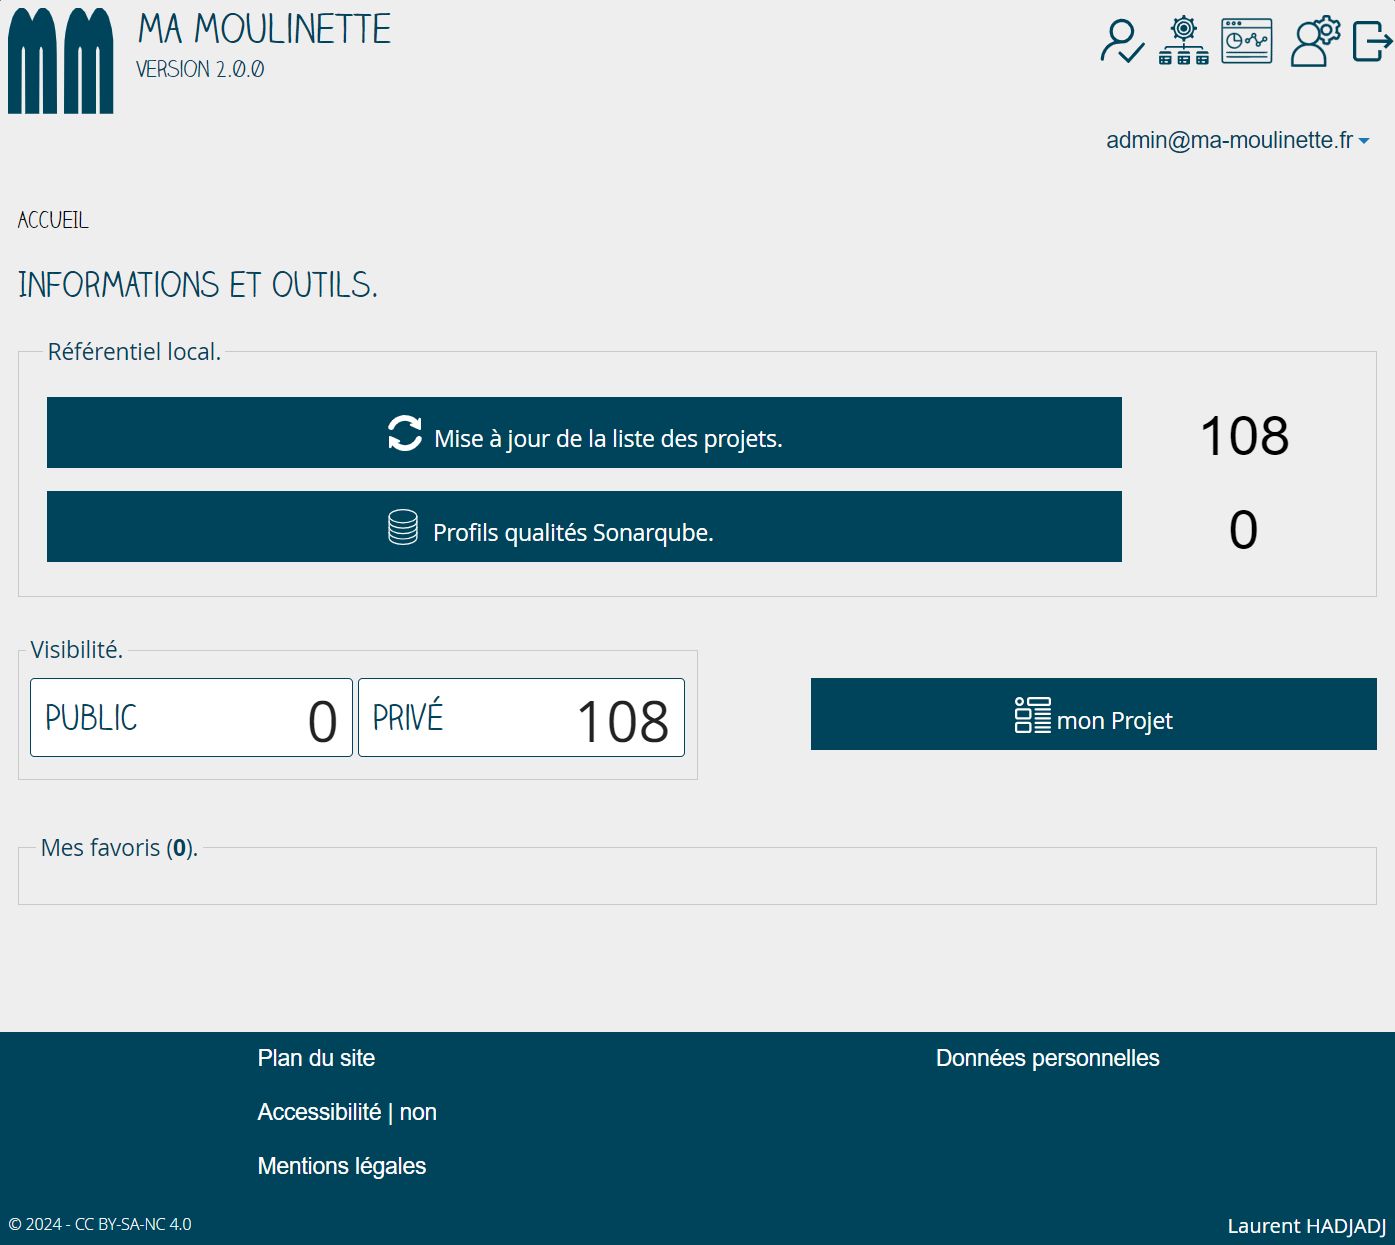 MA MOULINETTE
VERSION 2.0.0
admin@ma-moulinette.fr
ACCUEIL
INFORMATIONS ET OUTILS.
Référentiel local.
Mise à jour de la liste des projets.
108
Profils qualités Sonarqube.
0
Visibilité.
PUBLIC 0
PRIVÉ 108
mon Projet
Mes favoris (0).
Plan du site
Données personnelles
Accessibilité | non
Mentions légales
© 2024 - CC BY-SA-NC 4.0
Laurent HADJADJ